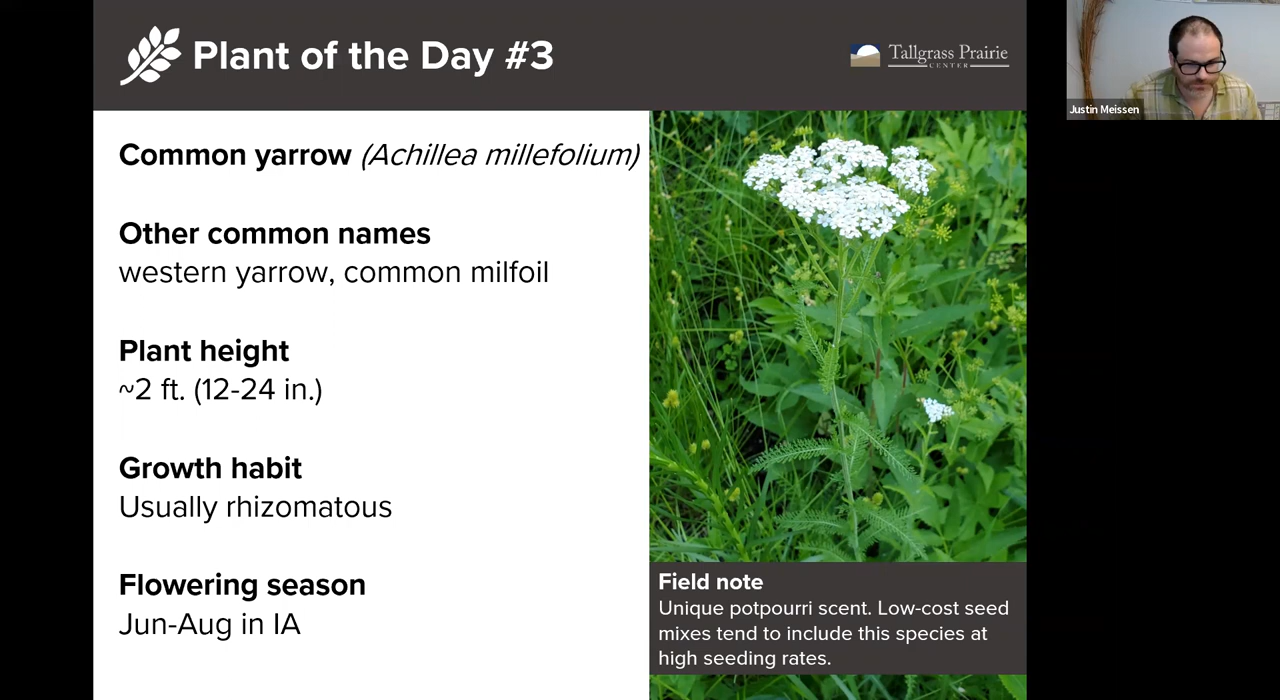 Plant of the Day #3
Tallgrass Prairie
CENTER
Justin Meissen
Common yarrow (Achillea millefolium)
Other common names
western yarrow, common milfoil
Plant height
~2 ft. (12-24 in.)
Growth habit
Usually rhizomatous
Flowering season
Jun-Aug in IA
Field note
Unique potpourri scent. Low-cost seed
mixes tend to include this species at
high seeding rates.